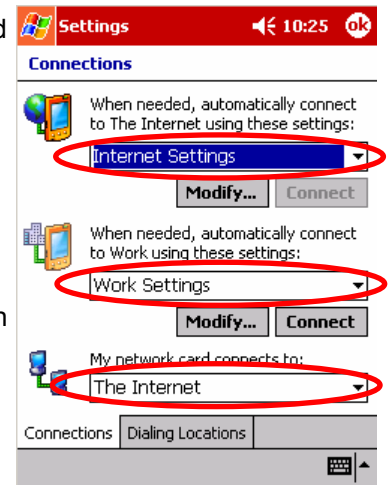 d
Settings 10:25 ok
Connections
When needed, automatically connect
to The Internet using these settings:
Internet Settings
Modify... Connect
When needed, automatically connect
to Work using these settings:
Work Settings
n
Modify... Connect
My network card connects to:
The Internet
Connections Dialing Locations